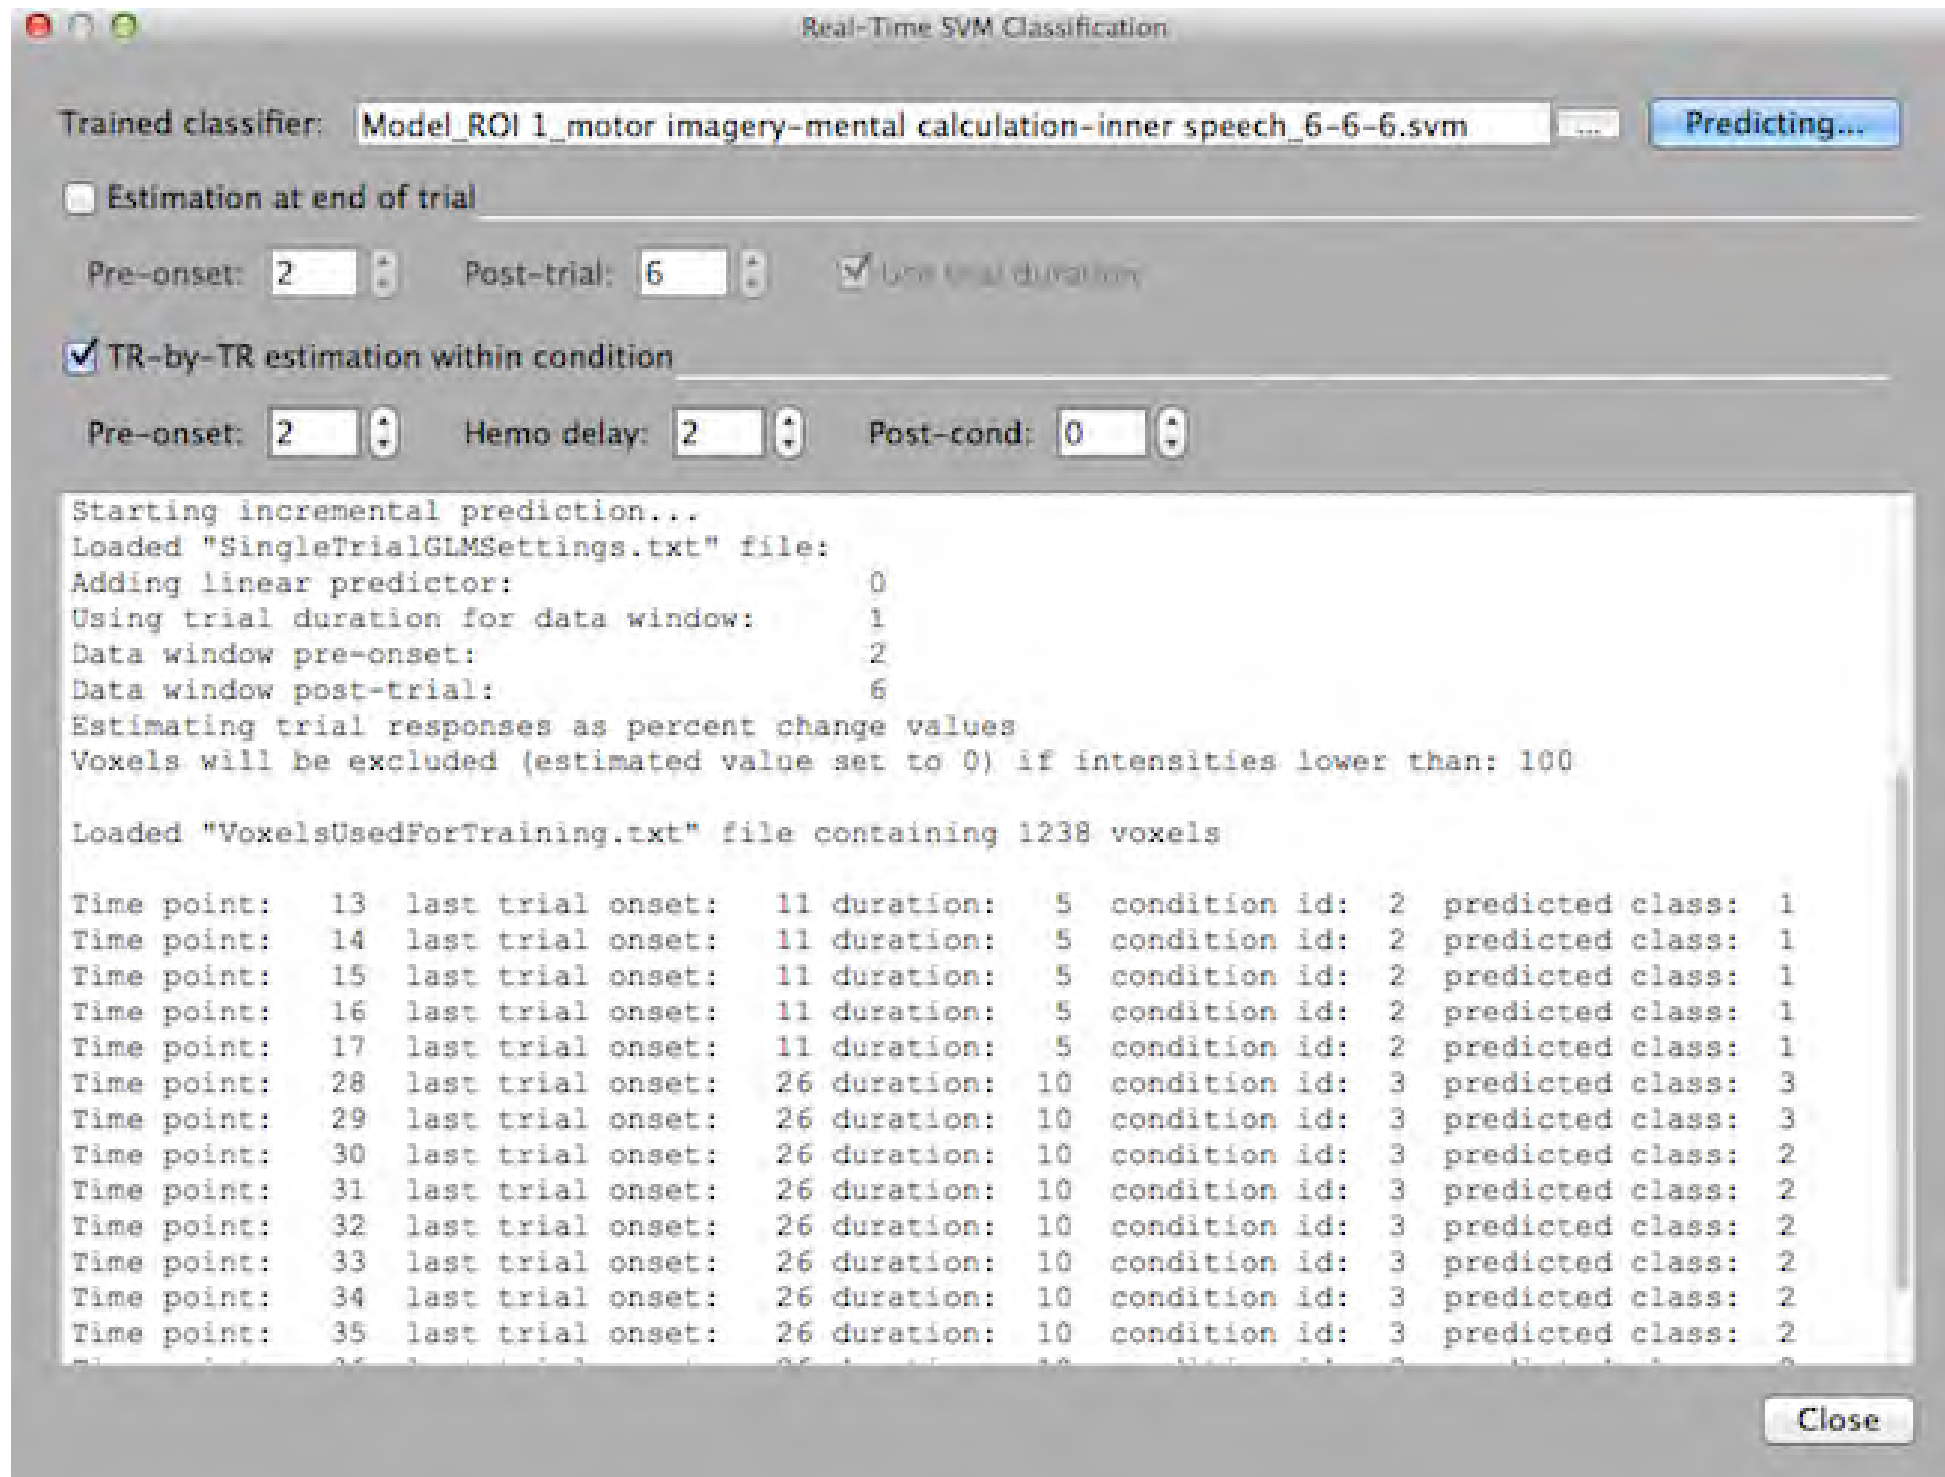 Real-Time SVM Classification
Trained classifier: Model_ROI 1_motor imagery-mental calculation-inner speech_6-6-6.svm ... Predicting...
Estimation at end of trial
Pre-onset: 2 Post-trial: 6 Use trial duration
TR-by-TR estimation within condition
Pre-onset: 2 Hemo delay: 2 Post-cond: 0
Starting incremental prediction...
Loaded "SingleTrialGLMSettings.txt" file:
Adding linear predictor: 0
Using trial duration for data window: 1
Data window pre-onset: 2
Data window post-trial: 6
Estimating trial responses as percent change values
Voxels will be excluded (estimated value set to 0) if intensities lower than: 100
Loaded "VoxelsUsedForTraining.txt" file containing 1238 voxels
Time point: 13 last trial onset: 11 duration: 5 condition id: 2 predicted class: 1
Time point: 14 last trial onset: 11 duration: 5 condition id: 2 predicted class: 1
Time point: 15 last trial onset: 11 duration: 5 condition id: 2 predicted class: 1
Time point: 16 last trial onset: 11 duration: 5 condition id: 2 predicted class: 1
Time point: 17 last trial onset: 11 duration: 5 condition id: 2 predicted class: 1
Time point: 28 last trial onset: 26 duration: 10 condition id: 3 predicted class: 3
Time point: 29 last trial onset: 26 duration: 10 condition id: 3 predicted class: 3
Time point: 30 last trial onset: 26 duration: 10 condition id: 3 predicted class: 2
Time point: 31 last trial onset: 26 duration: 10 condition id: 3 predicted class: 2
Time point: 32 last trial onset: 26 duration: 10 condition id: 3 predicted class: 2
Time point: 33 last trial onset: 26 duration: 10 condition id: 3 predicted class: 2
Time point: 34 last trial onset: 26 duration: 10 condition id: 3 predicted class: 2
Time point: 35 last trial onset: 26 duration: 10 condition id: 3 predicted class: 2
Close